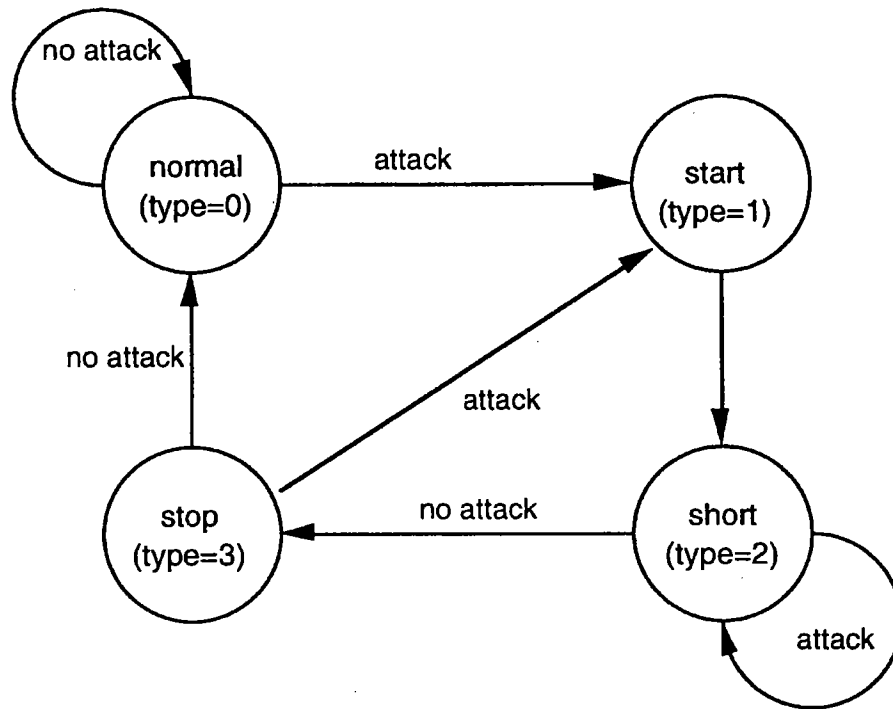 no attack
normal
(type=0)
attack
start
(type=1)
no attack
attack
stop
(type=3)
no attack
short
(type=2)
attack